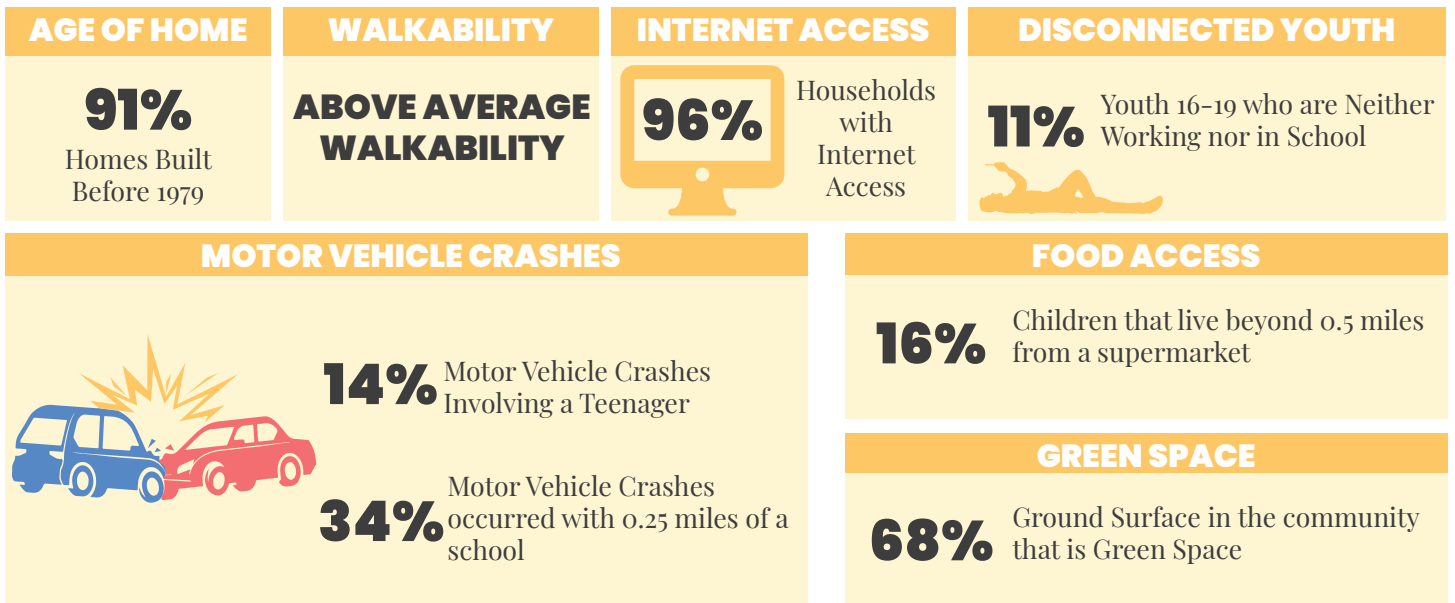 AGE OF HOME
91%
Homes Built
Before 1979
WALKABILITY
ABOVE AVERAGE
WALKABILITY
INTERNET ACCESS
96%
Households
with
Internet
Access
DISCONNECTED YOUTH
11%
Youth 16-19 who are Neither
Working nor in School
MOTOR VEHICLE CRASHES
14%
Motor Vehicle Crashes
Involving a Teenager
34%
Motor Vehicle Crashes
occurred with 0.25 miles of a
school
FOOD ACCESS
16%
Children that live beyond 0.5 miles
from a supermarket
GREEN SPACE
68%
Ground Surface in the community
that is Green Space